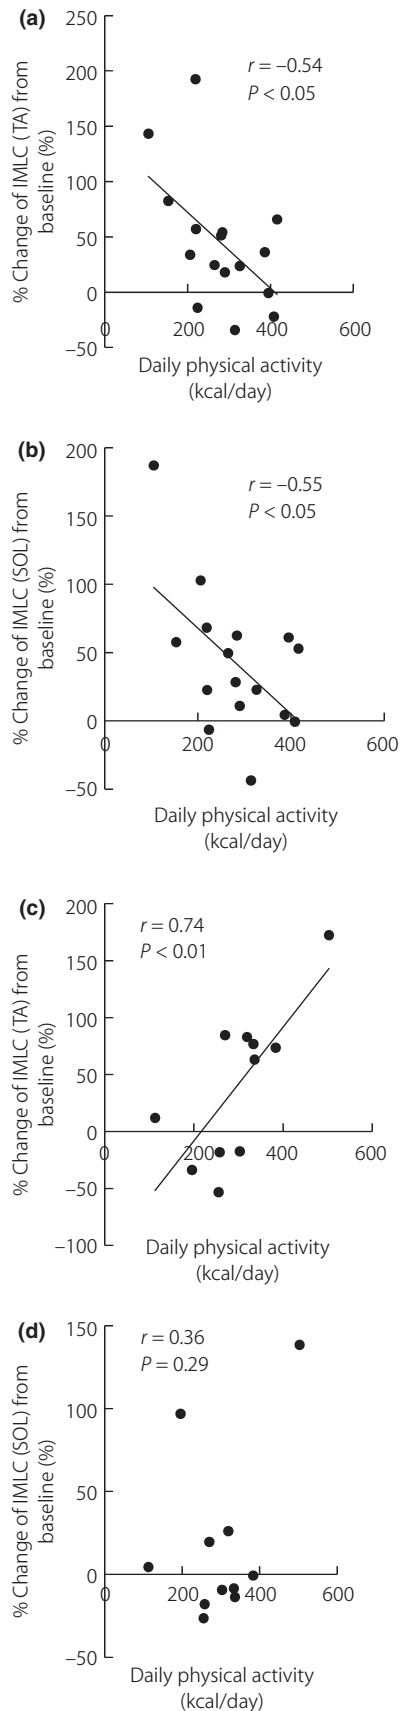 (a)
250
200
150
100
50
0
−50
0
200
400
600
% Change of IMLC (TA) from
baseline (%)
r = –0.54
P < 0.05
Daily physical activity
(kcal/day)
(b)
200
150
100
50
0
−50
0
200
400
600
% Change of IMLC (SOL) from
baseline (%)
r = –0.55
P < 0.05
Daily physical activity
(kcal/day)
(c)
200
150
100
50
0
−50
−100
0
200
400
600
% Change of IMLC (TA) from
baseline (%)
r = 0.74
P < 0.01
Daily physical activity
(kcal/day)
(d)
150
100
50
0
−50
0
200
400
600
% Change of IMLC (SOL) from
baseline (%)
r = 0.36
P = 0.29
Daily physical activity
(kcal/day)